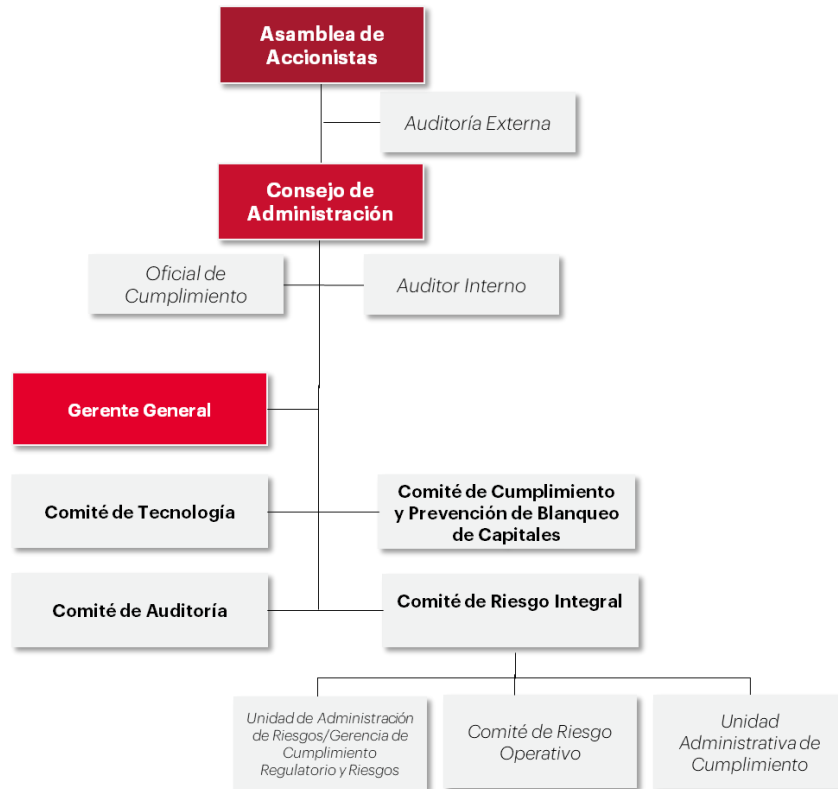 Asamblea de
Accionistas
Auditoría Externa
Consejo de
Administración
Oficial de
Cumplimiento
Auditor Interno
Gerente General
Comité de Tecnología
Comité de Cumplimiento
y Prevención de Blanqueo
de Capitales
Comité de Auditoría
Comité de Riesgo Integral
Unidad de Administración
de Riesgos/Gerencia de
Cumplimiento
Regulatorio y Riesgos
Comité de Riesgo
Operativo
Unidad
Administrativa de
Cumplimiento